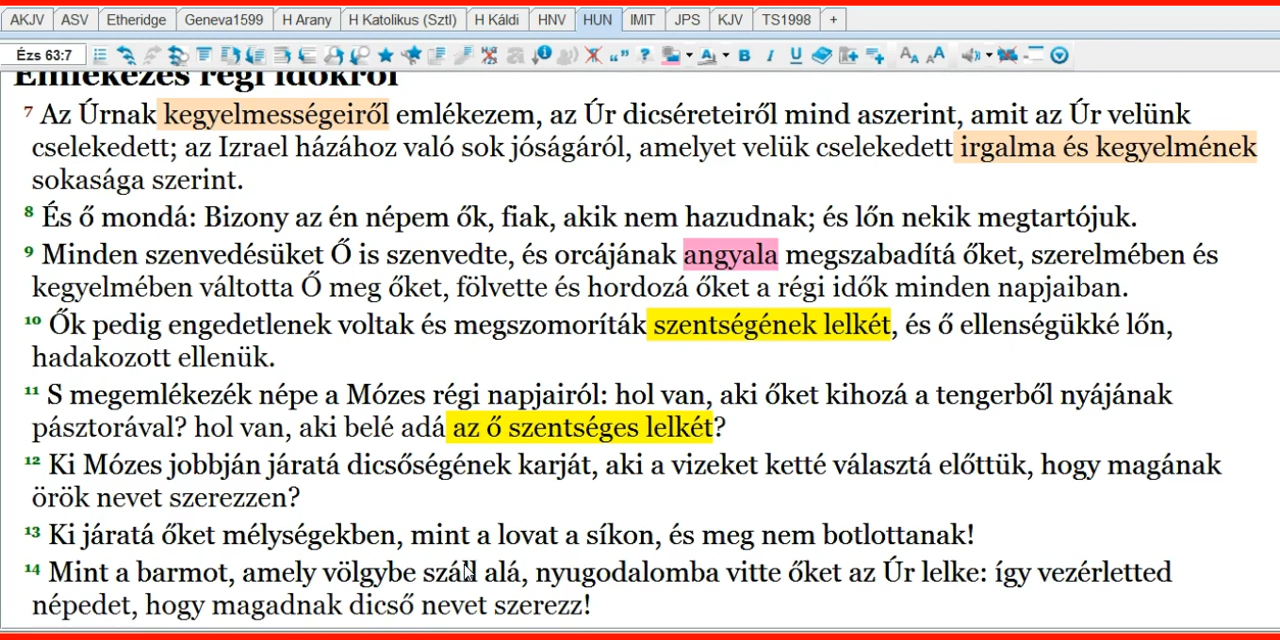 AKJV ASV Etheridge Geneva1599 H Arany H Katolikus (Sztl) H Káldi HNV HUN IMIT JPS KJV TS1998 +
Ézs 63:7
Emlékezés régi időkről
7 Az Úrnak kegyelmességeiről emlékezem, az Úr dicséreteiről mind aszerint, amit az Úr velünk
cselekedett; az Izrael házához való sok jóságáról, amelyet velük cselekedett irgalma és kegyelmének
sokasága szerint.
8 És ő mondá: Bizony az én népem ők, fiak, akik nem hazudnak; és lőn nekik megtartójuk.
9 Minden szenvedésüket Ő is szenvedte, és orcájának angyala megszabadítá őket, szerelmében és
kegyelmében váltotta Ő meg őket, fölvette és hordozá őket a régi idők minden napjaiban.
10 Ők pedig engedetlenek voltak és megszomoríták szentségének lelkét, és ő ellenségükké lőn,
hadakozott ellenük.
11 S megemlékezék népe a Mózes régi napjairól: hol van, aki őket kihozá a tengerből nyájának
pásztorával? hol van, aki belé adá az ő szentséges lelkét?
12 Ki Mózes jobbján járatá dicsőségének karját, aki a vizeket ketté választá előttük, hogy magának
örök nevet szerezzen?
13 Ki járatá őket mélységekben, mint a lovat a síkon, és meg nem botlottanak!
14 Mint a barmot, amely völgybe száll alá, nyugodalomba vitte őket az Úr lelke: így vezérletted
népedet, hogy magadnak dicső nevet szerezz!